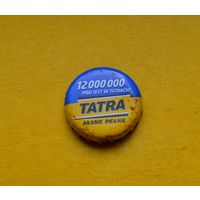 12 000 000
PIW JEST W TATRACH
TATRA
JASNE PEŁNE